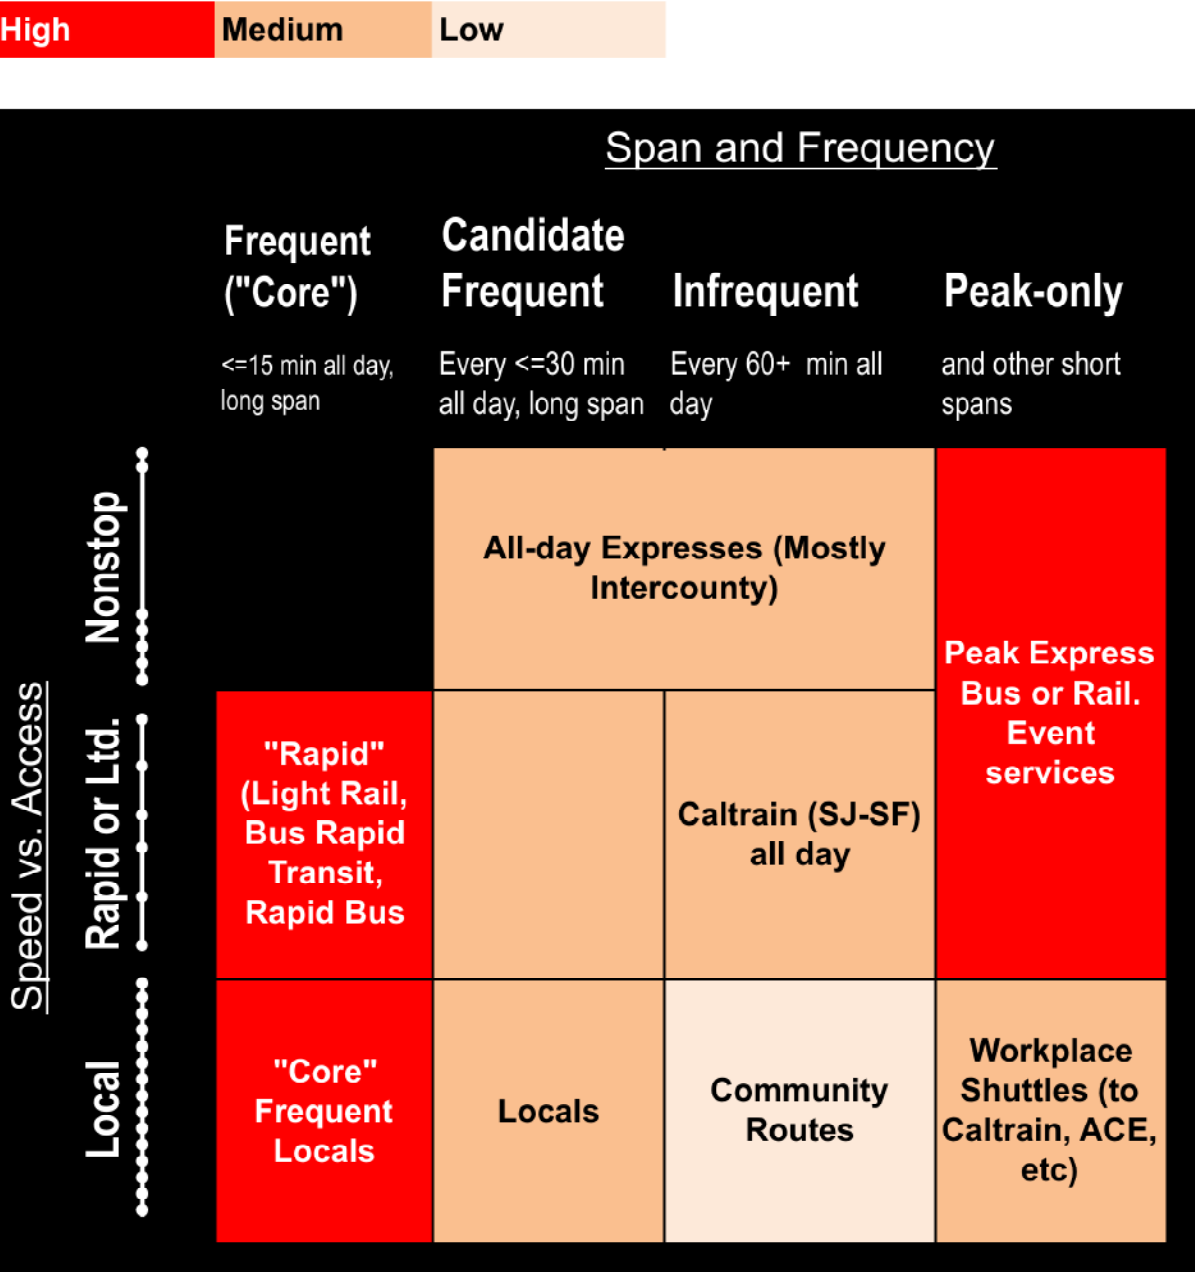 High
Medium
Low
Span and Frequency
Frequent
("Core")
<=15 min all day,
long span
Candidate
Frequent
Every <=30 min
all day, long span
Infrequent
Every 60+ min all
day
Peak-only
and other short
spans
Speed vs. Access
Nonstop
All-day Expresses (Mostly
Intercounty)
Peak Express
Bus or Rail.
Event
services
Rapid or Ltd.
"Rapid"
(Light Rail,
Bus Rapid
Transit,
Rapid Bus
Caltrain (SJ-SF)
all day
Local
"Core"
Frequent
Locals
Locals
Community
Routes
Workplace
Shuttles (to
Caltrain, ACE,
etc)